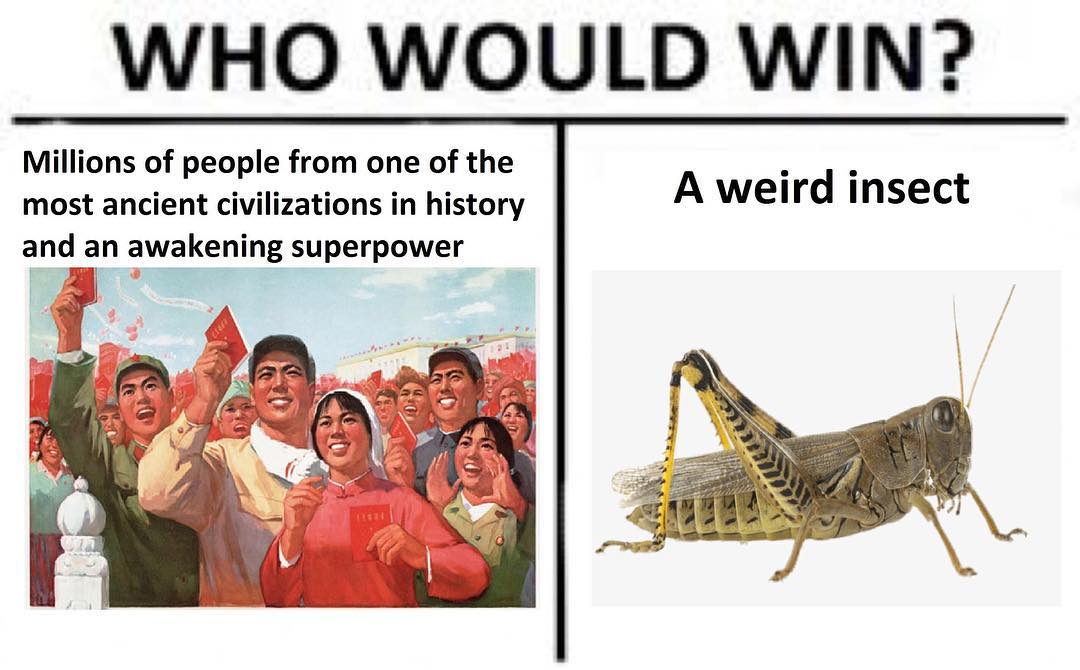 WHO WOULD WIN?
Millions of people from one of the
most ancient civilizations in history
and an awakening superpower
A weird insect